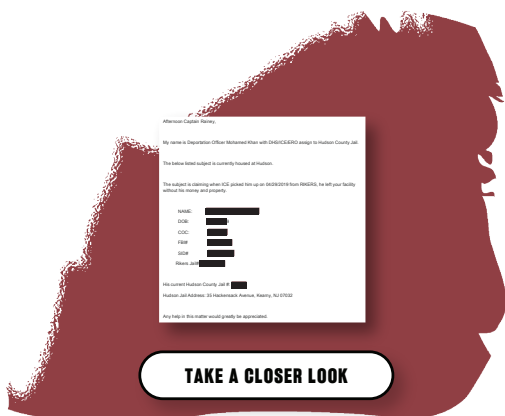 Afternoon Captain Rainey,
My name is Deportation Officer Mohamed Khan with DHS/ICE/ERO assign to Hudson County Jail.
The below listed subject is currently housed at Hudson.
The subject is claiming when ICE picked him up on 04/29/2019 from RIKERS, he left your facility
without his money and property.
NAME:
DOB:
COC:
FBI#
SID#
Rikers Jail#
His current Hudson County Jail #:
Hudson Jail Address: 35 Hackensack Avenue, Kearny, NJ 07032
Any help in this matter would greatly be appreciated.
TAKE A CLOSER LOOK